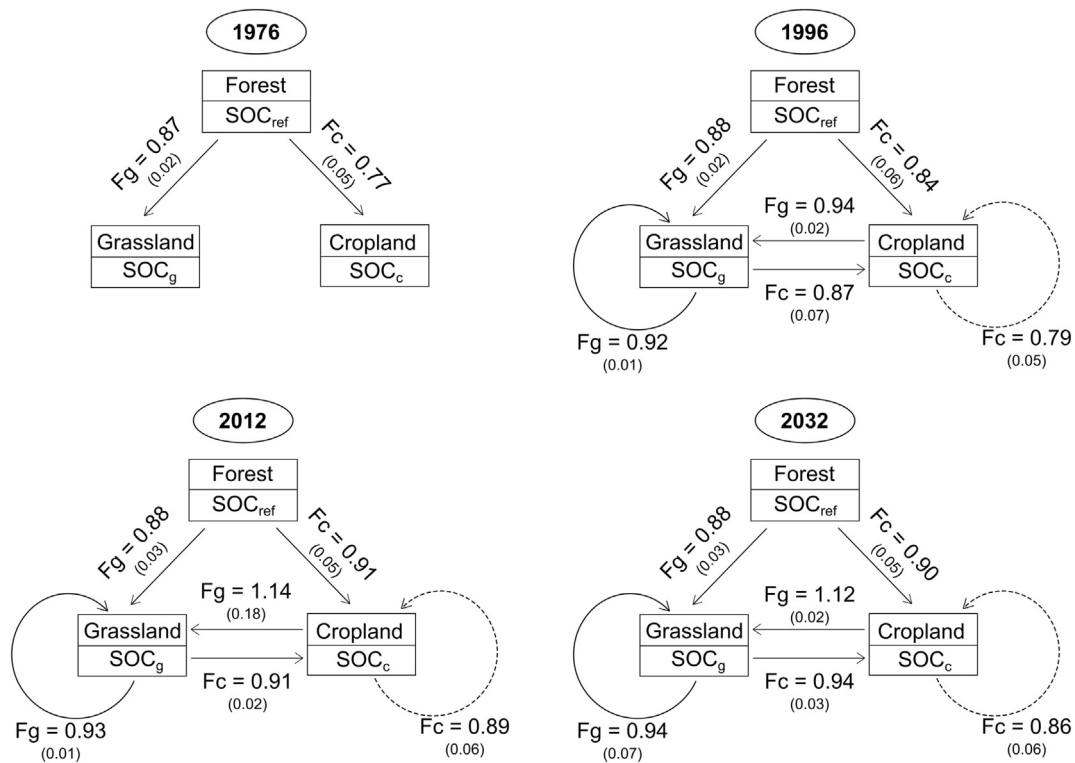 1976
Forest
SOCref
Fg = 0.87
(0.02)
Fc = 0.77
(0.05)
Grassland
SOCg
Cropland
SOCc
1996
Forest
SOCref
Fg = 0.88
(0.02)
Fc = 0.84
(0.06)
Fg = 0.94
(0.02)
Grassland
SOCg
Cropland
SOCc
Fc = 0.87
(0.07)
Fg = 0.92
(0.01)
Fc = 0.79
(0.05)
2012
Forest
SOCref
Fg = 0.88
(0.03)
Fc = 0.91
(0.05)
Fg = 1.14
(0.18)
Grassland
SOCg
Cropland
SOCc
Fc = 0.91
(0.02)
Fg = 0.93
(0.01)
Fc = 0.89
(0.06)
2032
Forest
SOCref
Fg = 0.88
(0.03)
Fc = 0.90
(0.05)
Fg = 1.12
(0.02)
Grassland
SOCg
Cropland
SOCc
Fc = 0.94
(0.03)
Fg = 0.94
(0.07)
Fc = 0.86
(0.06)